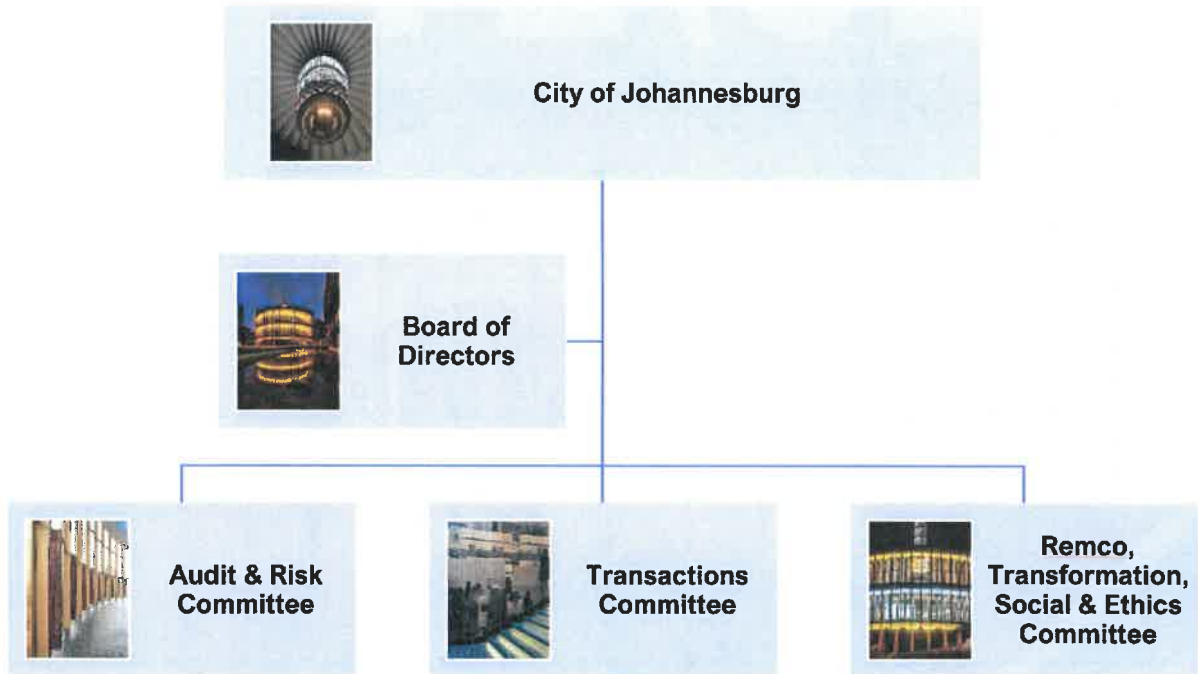 City of Johannesburg
Board of
Directors
Audit & Risk
Committee
Transactions
Committee
Remco,
Transformation,
Social & Ethics
Committee